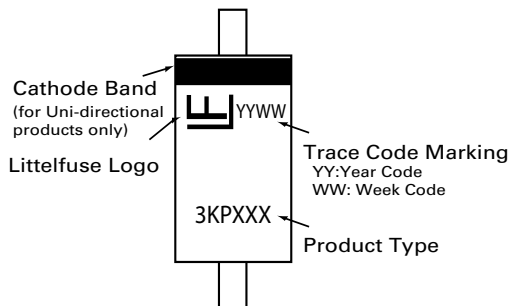 Cathode Band
(for Uni-directional
products only)
Littelfuse Logo
YYWW
Trace Code Marking
YY:Year Code
WW: Week Code
3KPXXX
Product Type